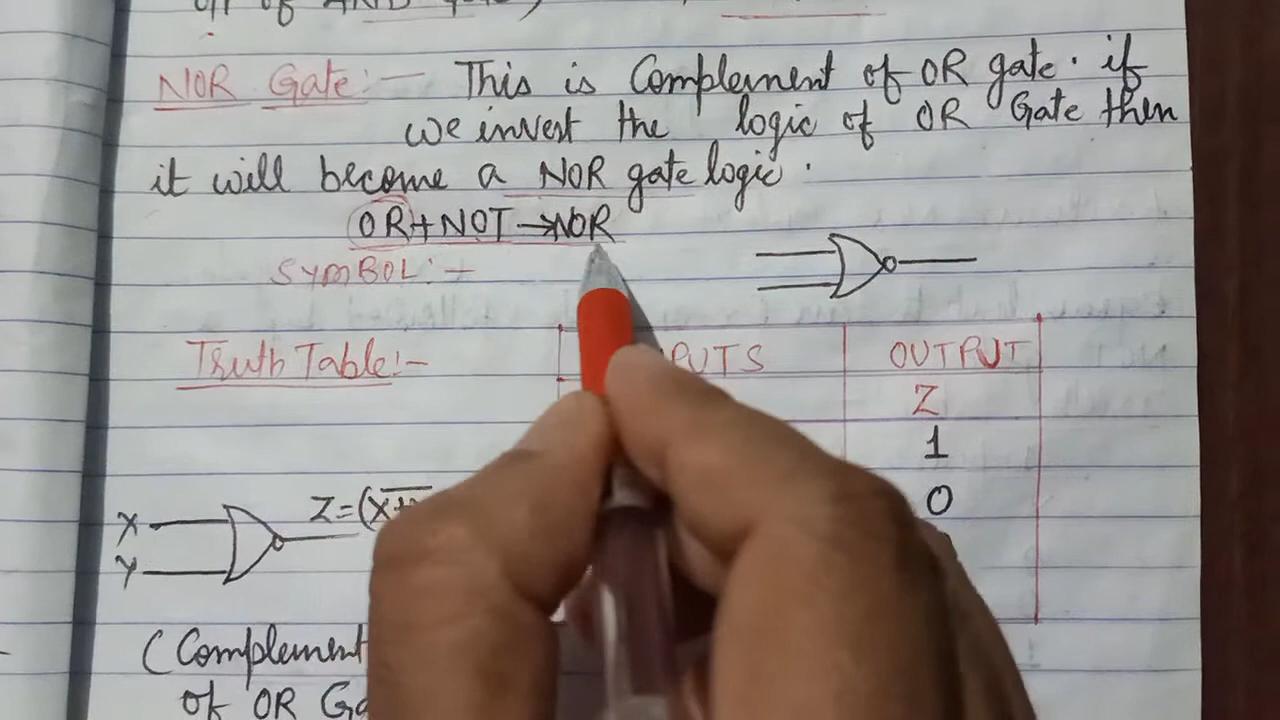 NOR Gate:- This is Complement of OR gate. if
we invert the logic of OR Gate then
it will become a NOR gate logic.
OR+NOT→NOR
SYMBOL:-
Truth Table:-
OUTPUT
Z
1
0
X
Z=(X+
Y
(Complement
of OR